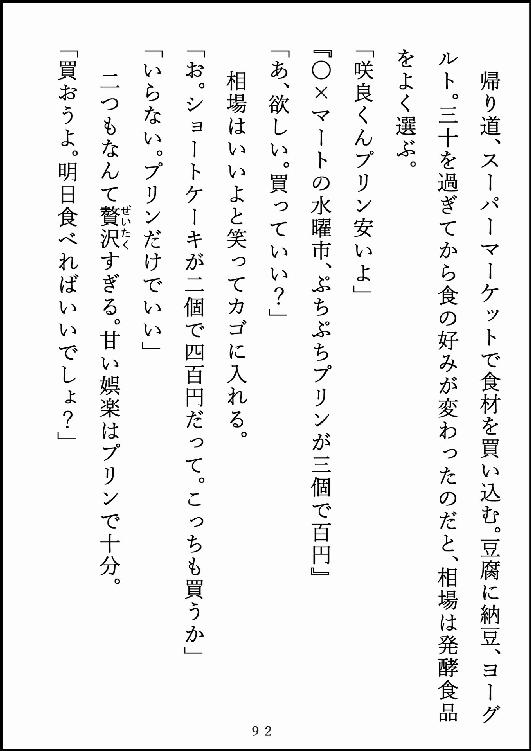 帰り道、スーパーマーケットで食材を買い込む。豆腐に納豆、ヨーグ
ルト。三十を過ぎてから食の好みが変わったのだと、相場は発酵食品
をよく選ぶ。
「咲良くんプリン安いよ」
『〇×マートの水曜市、ぷちぷちプリンが三個で百円』
「あ、欲しい。買っていい？」
相場はいいよと笑ってカゴに入れる。
「お。ショートケーキが二個で四百円だって。こっちも買うか」
「いらない。プリンだけでいい」
二つもなんて贅沢すぎる。甘い娯楽はプリンで十分。
ぜいたく
「買おうよ。明日食べればいいでしょ？」
92